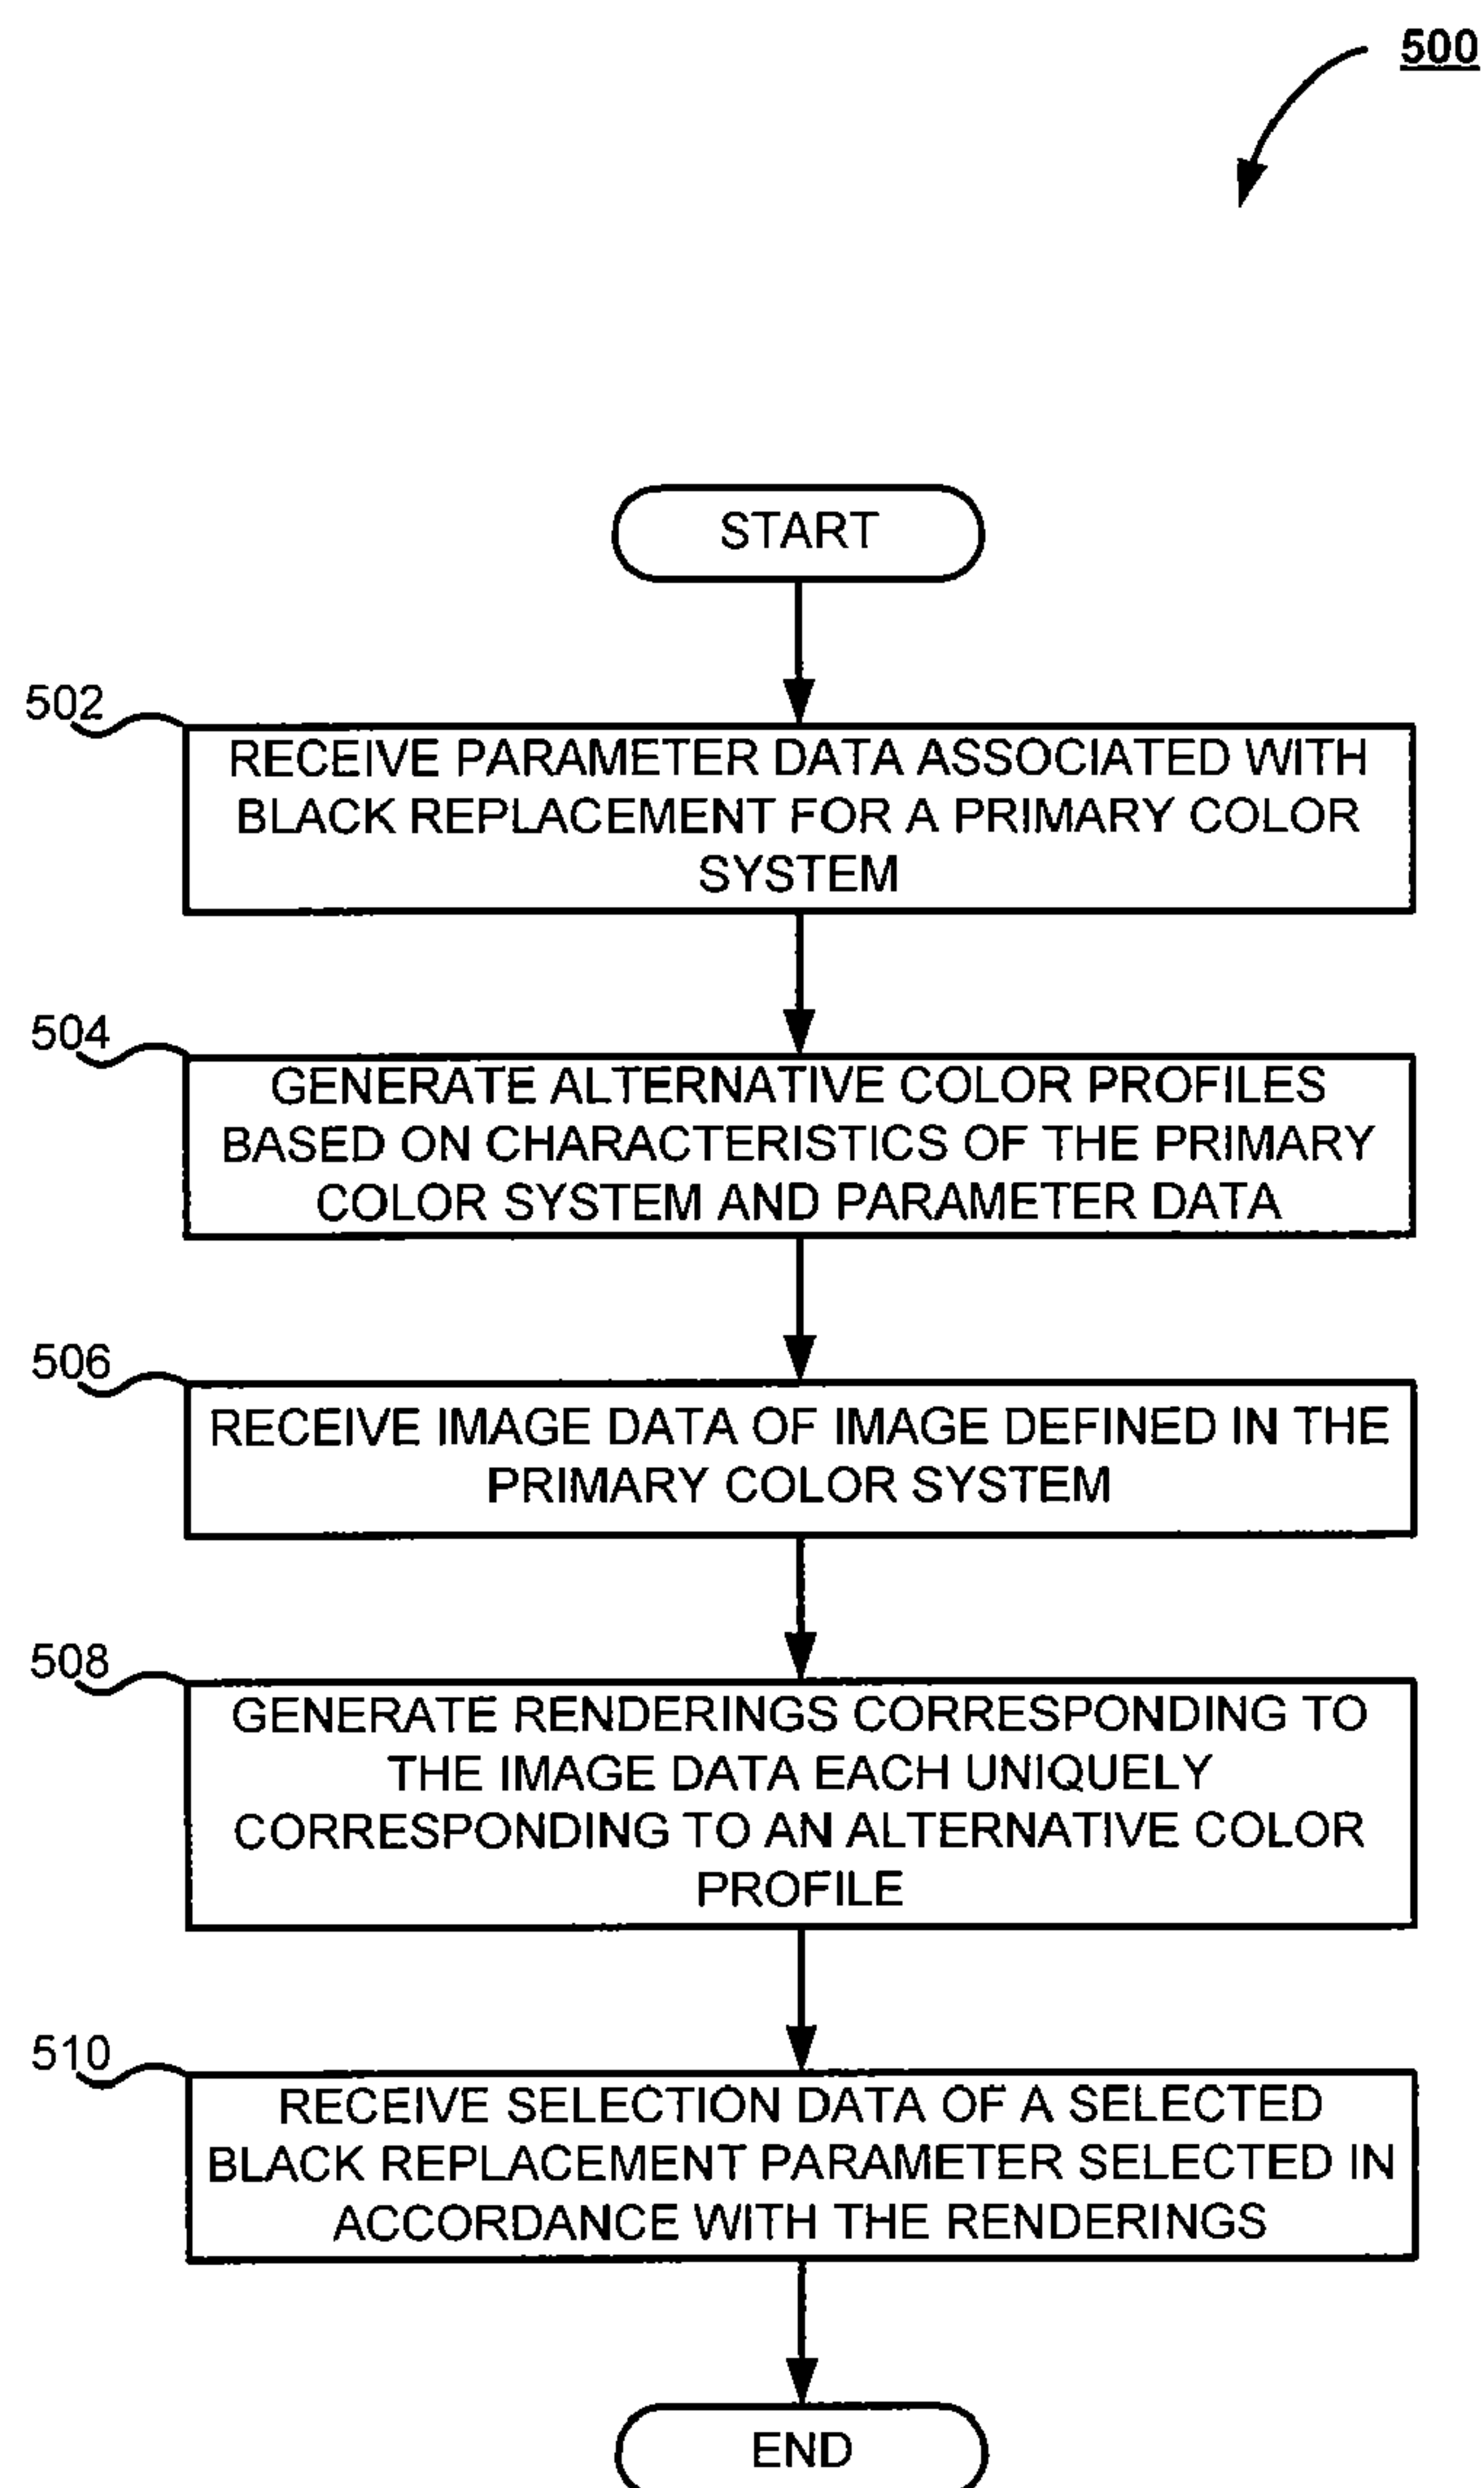 500
START
502
RECEIVE PARAMETER DATA ASSOCIATED WITH
BLACK REPLACEMENT FOR A PRIMARY COLOR
SYSTEM
504
GENERATE ALTERNATIVE COLOR PROFILES
BASED ON CHARACTERISTICS OF THE PRIMARY
COLOR SYSTEM AND PARAMETER DATA
506
RECEIVE IMAGE DATA OF IMAGE DEFINED IN THE
PRIMARY COLOR SYSTEM
508
GENERATE RENDERINGS CORRESPONDING TO
THE IMAGE DATA EACH UNIQUELY
CORRESPONDING TO AN ALTERNATIVE COLOR
PROFILE
510
RECEIVE SELECTION DATA OF A SELECTED
BLACK REPLACEMENT PARAMETER SELECTED IN
ACCORDANCE WITH THE RENDERINGS
END